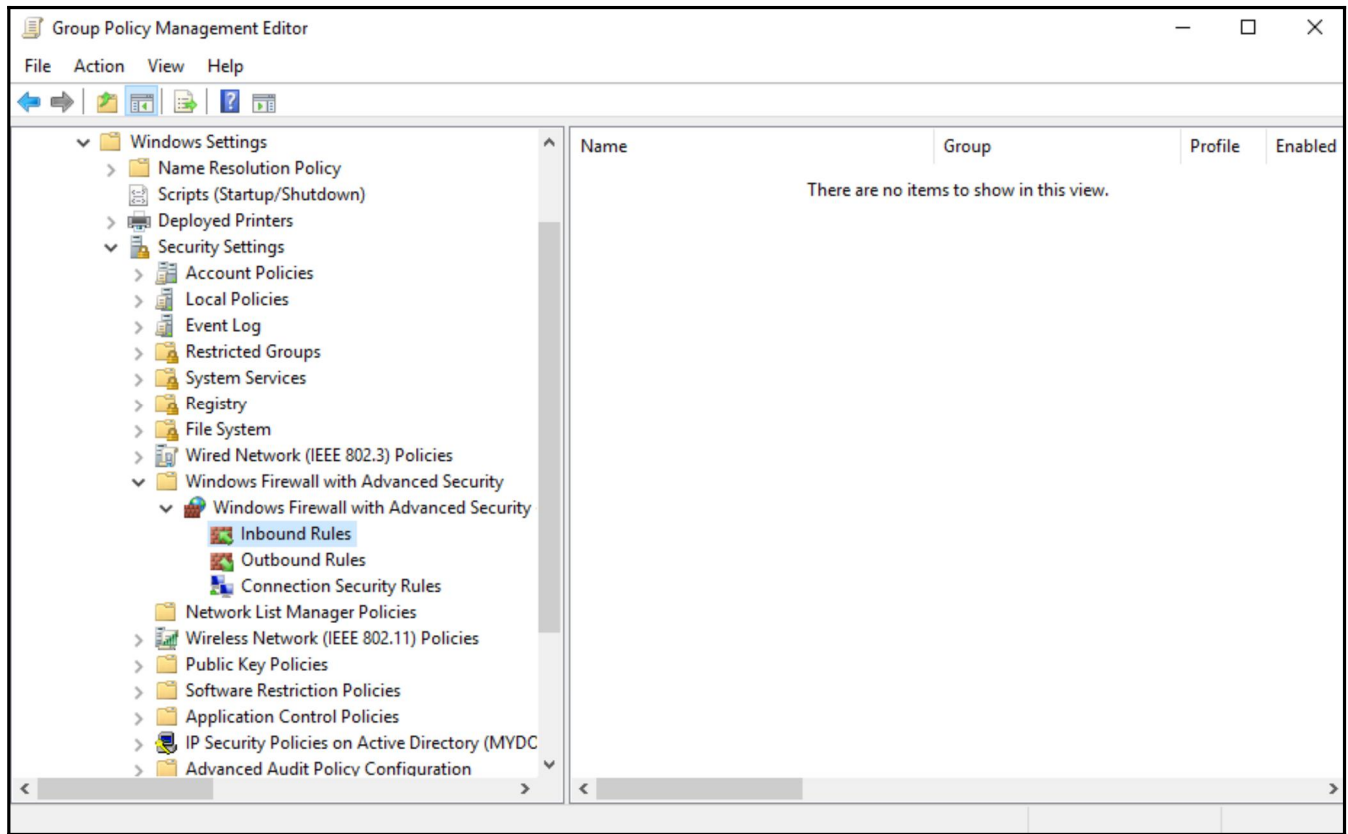 Group Policy Management Editor
File Action View Help
Windows Settings
Name Resolution Policy
Scripts (Startup/Shutdown)
Deployed Printers
Security Settings
Account Policies
Local Policies
Event Log
Restricted Groups
System Services
Registry
File System
Wired Network (IEEE 802.3) Policies
Windows Firewall with Advanced Security
Windows Firewall with Advanced Security
Inbound Rules
Outbound Rules
Connection Security Rules
Network List Manager Policies
Wireless Network (IEEE 802.11) Policies
Public Key Policies
Software Restriction Policies
Application Control Policies
IP Security Policies on Active Directory (MYDO
Advanced Audit Policy Configuration
Name Group Profile Enabled
There are no items to show in this view.